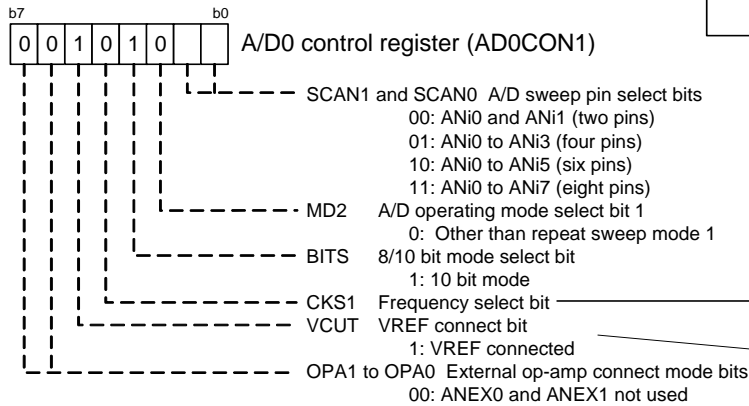 b7 b0
0 0 1 0 1 0 A/D0 control register (AD0CON1)
SCAN1 and SCAN0 A/D sweep pin select bits
00: ANi0 and ANi1 (two pins)
01: ANi0 to ANi3 (four pins)
10: ANi0 to ANi5 (six pins)
11: ANi0 to ANi7 (eight pins)
MD2 A/D operating mode select bit 1
0: Other than repeat sweep mode 1
BITS 8/10 bit mode select bit
1: 10 bit mode
CKS1 Frequency select bit
VCUT VREF connect bit
1: VREF connected
OPA1 to OPA0 External op-amp connect mode bits
00: ANEX0 and ANEX1 not used